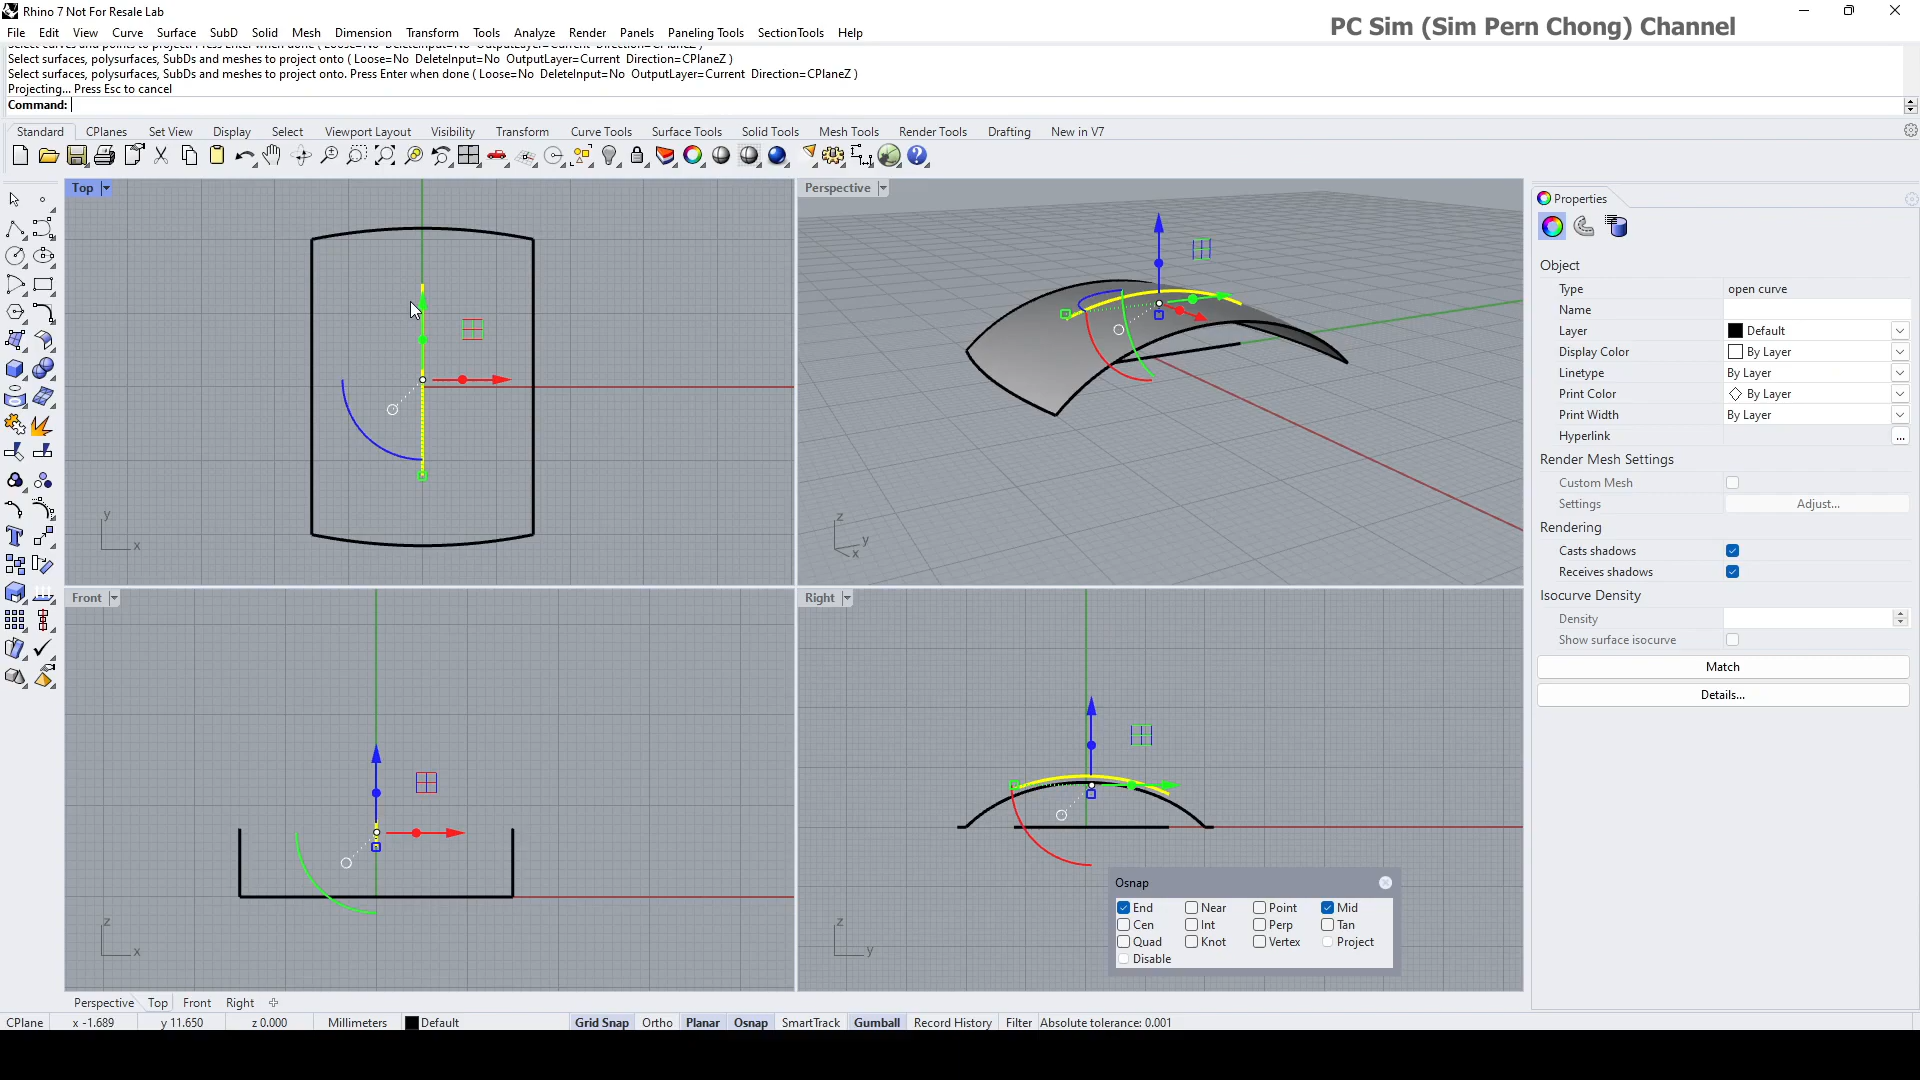 Rhino 7 Not For Resale Lab
PC Sim (Sim Pern Chong) Channel
File Edit View Curve Surface SubD Solid Mesh Dimension Transform Tools Analyze Render Panels Paneling Tools SectionTools Help
Select surfaces, polysurfaces, SubDs and meshes to project onto ( Loose=No DeleteInput=No OutputLayer=Current Direction=CPlaneZ )
Select surfaces, polysurfaces, SubDs and meshes to project onto. Press Enter when done ( Loose=No DeleteInput=No OutputLayer=Current Direction=CPlaneZ )
Projecting... Press Esc to cancel
Command:
Standard CPlanes Set View Display Select Viewport Layout Visibility Transform Curve Tools Surface Tools Solid Tools Mesh Tools Render Tools Drafting New in V7
Top
y
x
Perspective
z
y
x
Front
z
x
Right
z
y
Osnap
End Near Point Mid
Cen Int Perp Tan
Quad Knot Vertex Project
Disable
Properties
Object
Type open curve
Name
Layer Default
Display Color By Layer
Linetype By Layer
Print Color By Layer
Print Width By Layer
Hyperlink ...
Render Mesh Settings
Custom Mesh
Settings Adjust...
Rendering
Casts shadows
Receives shadows
Isocurve Density
Density
Show surface isocurve
Match
Details...
Perspective Top Front Right
CPlane x -1.689 y 11.650 z 0.000 Millimeters Default Grid Snap Ortho Planar Osnap SmartTrack Gumball Record History Filter Absolute tolerance: 0.001